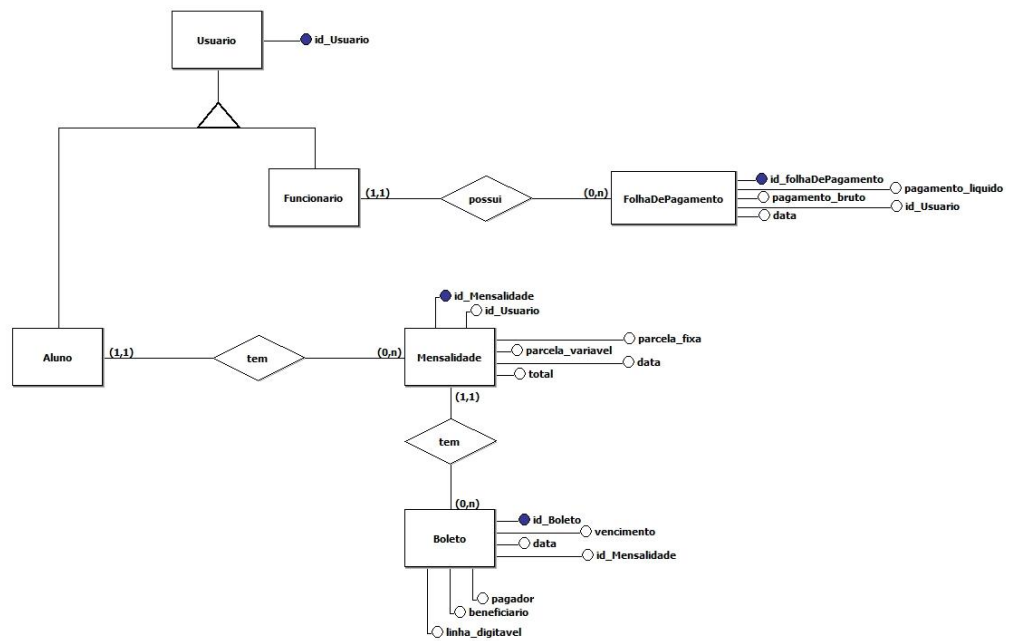 Usuario
id_Usuario
Funcionario
(1,1)
possui
(0,n)
FolhaDePagamento
id_folhaDePagamento
pagamento_liquido
pagamento_bruto
id_Usuario
data
Aluno
(1,1)
tem
(0,n)
Mensalidade
id_Mensalidade
id_Usuario
parcela_fixa
parcela_variavel
data
total
(1,1)
tem
(0,n)
Boleto
id_Boleto
vencimento
data
id_Mensalidade
pagador
beneficiario
linha_digitavel